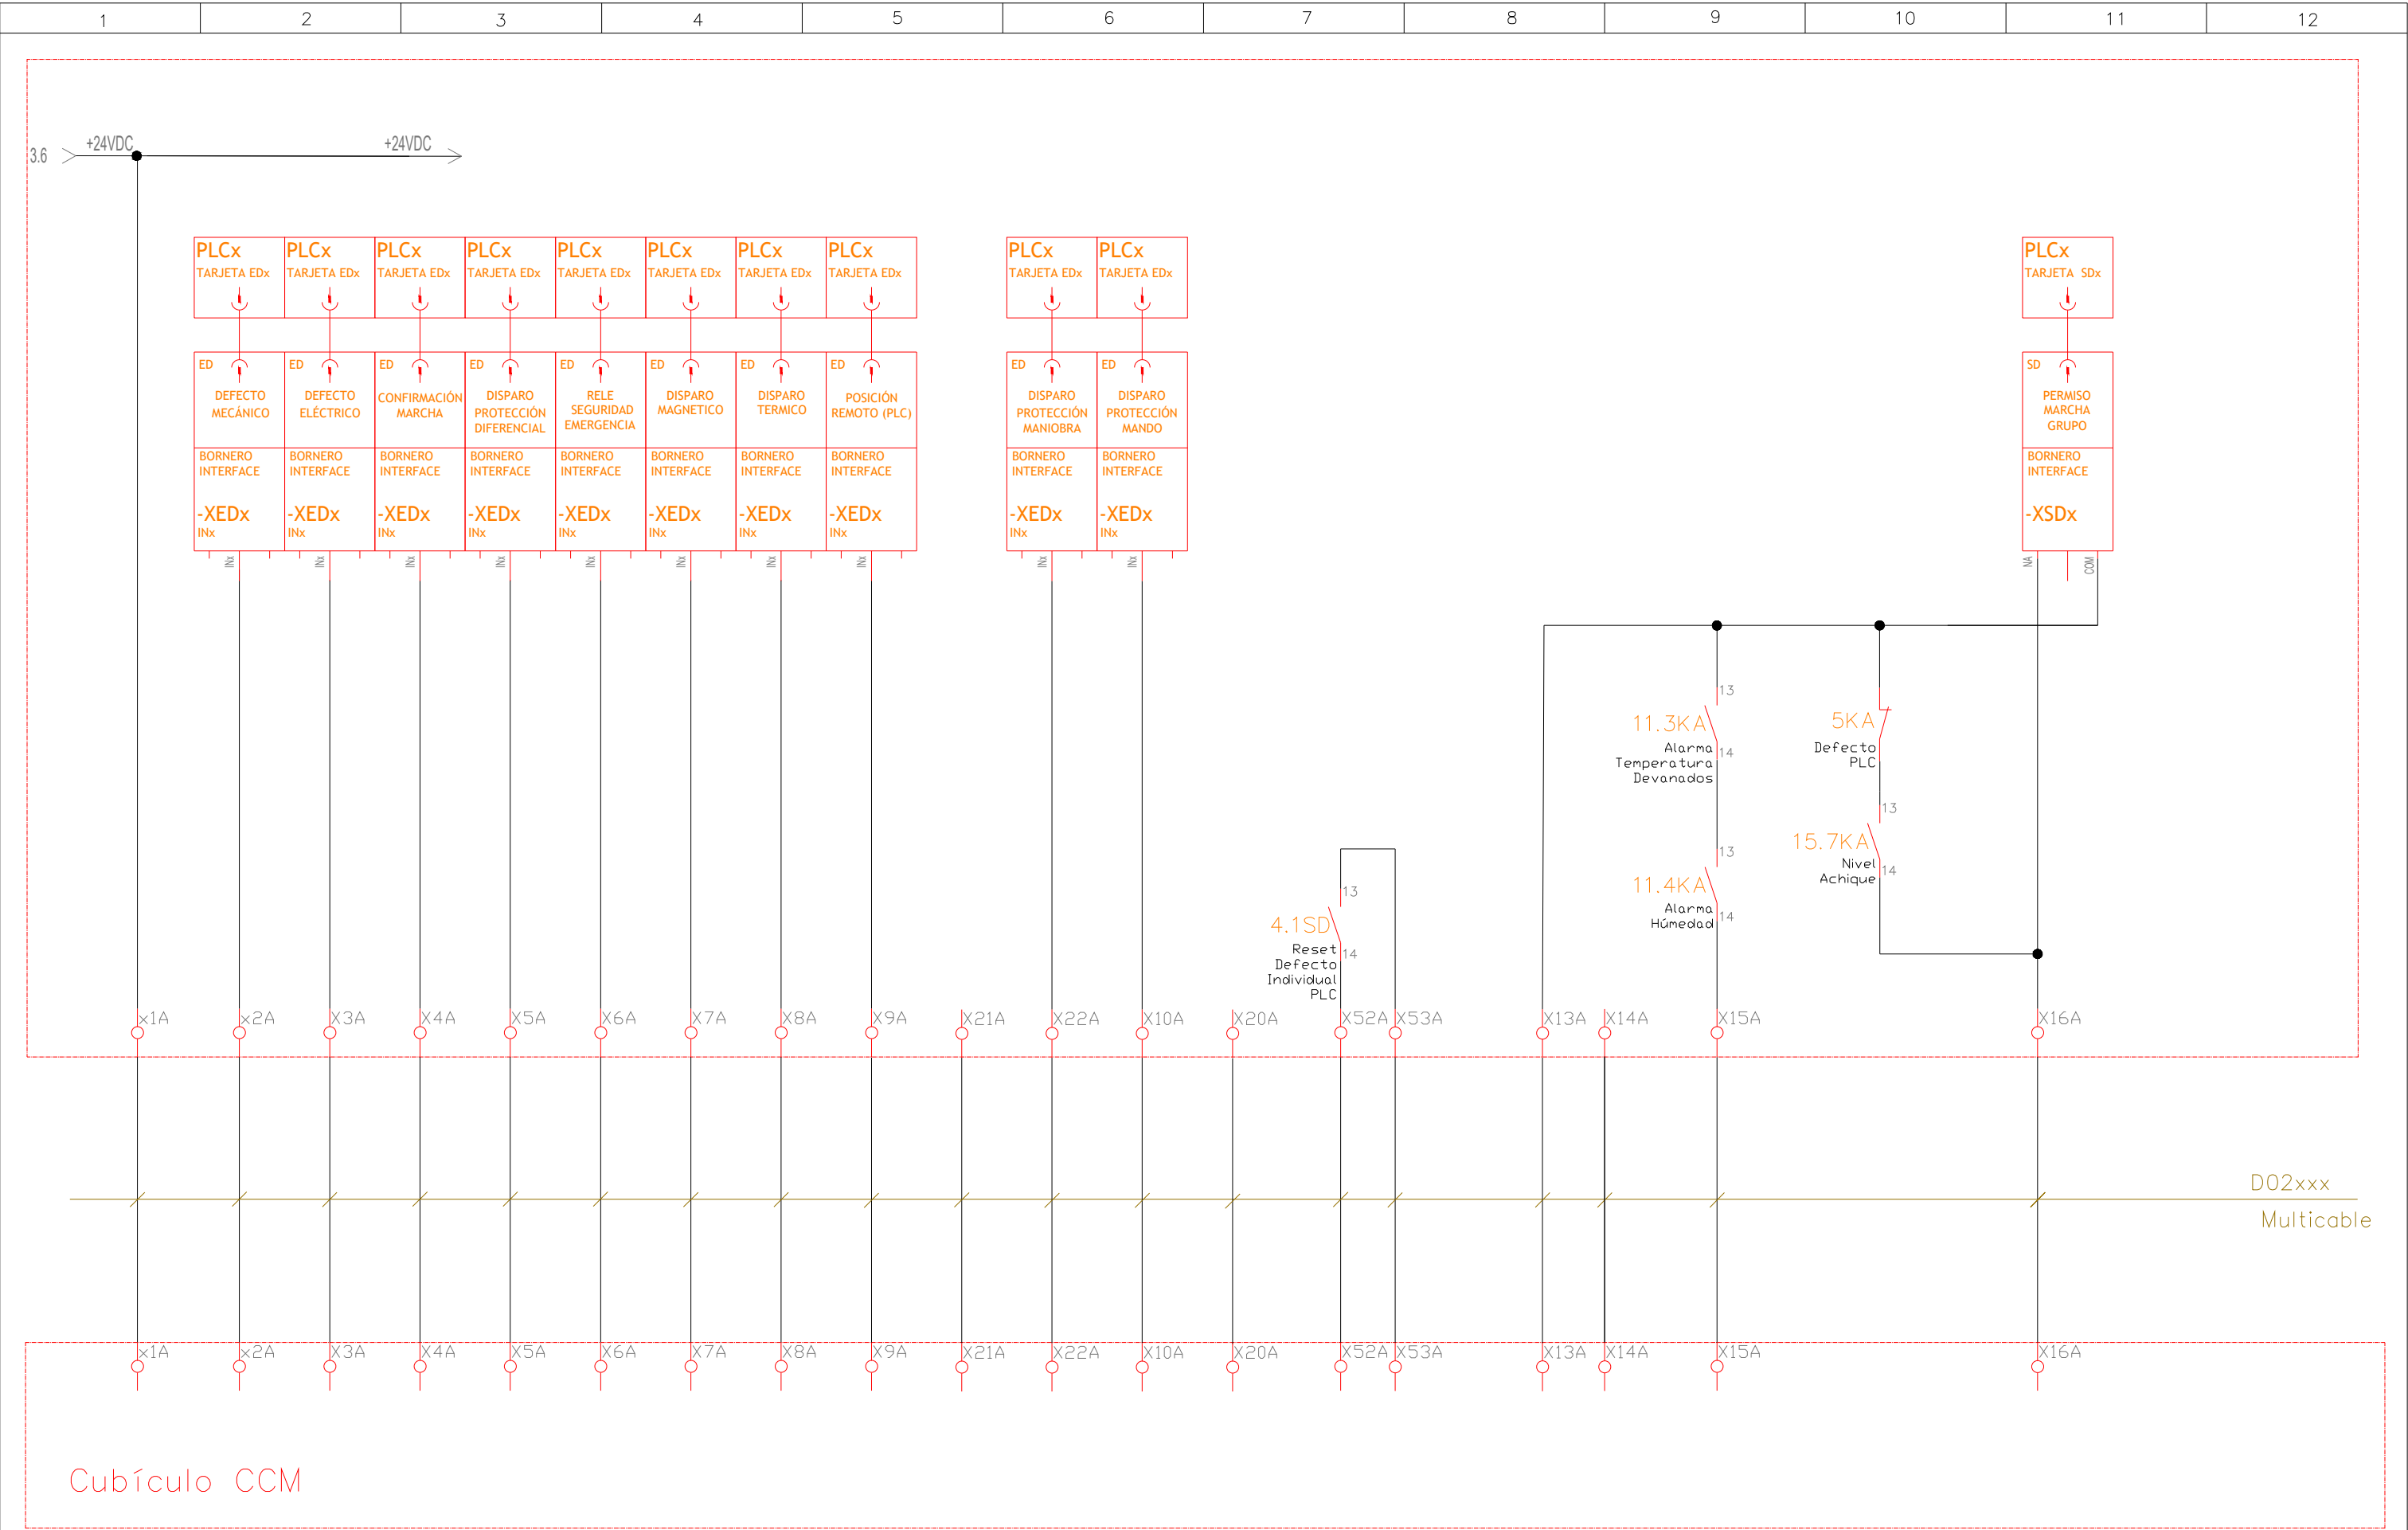 1 2 3 4 5 6 7 8 9 10 11 12
3.6 +24VDC +24VDC
PLCx PLCx PLCx PLCx PLCx PLCx PLCx PLCx PLCx PLCx PLCx
TARJETA EDx TARJETA EDx TARJETA EDx TARJETA EDx TARJETA EDx TARJETA EDx TARJETA EDx TARJETA EDx TARJETA EDx TARJETA EDx TARJETA SDx
ED ED ED ED ED ED ED ED ED ED SD
DEFECTO
MECÁNICO
DEFECTO
ELÉCTRICO
CONFIRMACIÓN
MARCHA
DISPARO
PROTECCIÓN
DIFERENCIAL
RELE
SEGURIDAD
EMERGENCIA
DISPARO
MAGNETICO
DISPARO
TERMICO
POSICIÓN
REMOTO (PLC)
DISPARO
PROTECCIÓN
MANIOBRA
DISPARO
PROTECCIÓN
MANDO
PERMISO
MARCHA
GRUPO
BORNERO BORNERO BORNERO BORNERO BORNERO BORNERO BORNERO BORNERO BORNERO BORNERO BORNERO
INTERFACE INTERFACE INTERFACE INTERFACE INTERFACE INTERFACE INTERFACE INTERFACE INTERFACE INTERFACE INTERFACE
-XEDx -XEDx -XEDx -XEDx -XEDx -XEDx -XEDx -XEDx -XEDx -XEDx -XSDx
INx INx INx INx INx INx INx INx INx INx
INx INx INx INx INx INx INx INx INx NA COM
13
11.3KA
14
Alarma
Temperatura
Devanados
5KA
Defecto
PLC
13
15.7KA
14
Nivel
Achique
13
11.4KA
14
Alarma
Húmedad
13
4.1SD
14
Reset
Defecto
Individual
PLC
x1A x2A X3A X4A X5A X6A X7A X8A X9A X21A X22A X10A X20A X52A X53A X13A X14A X15A X16A
D02xxx
Multicable
x1A x2A X3A X4A X5A X6A X7A X8A X9A X21A X22A X10A X20A X52A X53A X13A X14A X15A X16A
Cubículo CCM